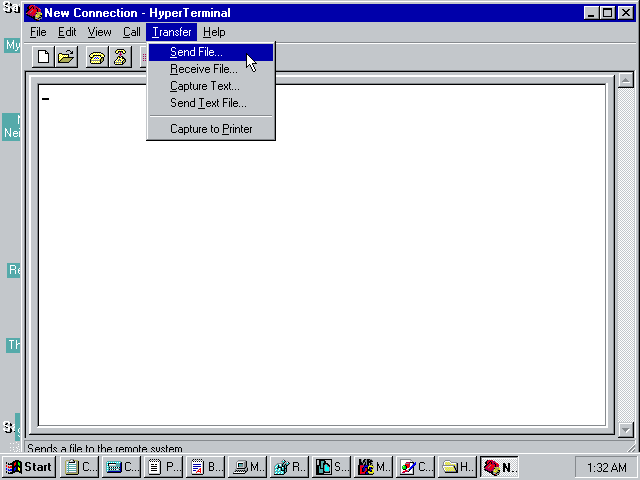 New Connection - HyperTerminal
File Edit View Call Transfer Help
Send File...
Receive File...
Capture Text...
Send Text File...
Capture to Printer
Sa
My
N
Nei
Re
Th
S
Sends a file to the remote system
Start C... C... P... B... M... R... S... M... C... H... N... 1:32 AM